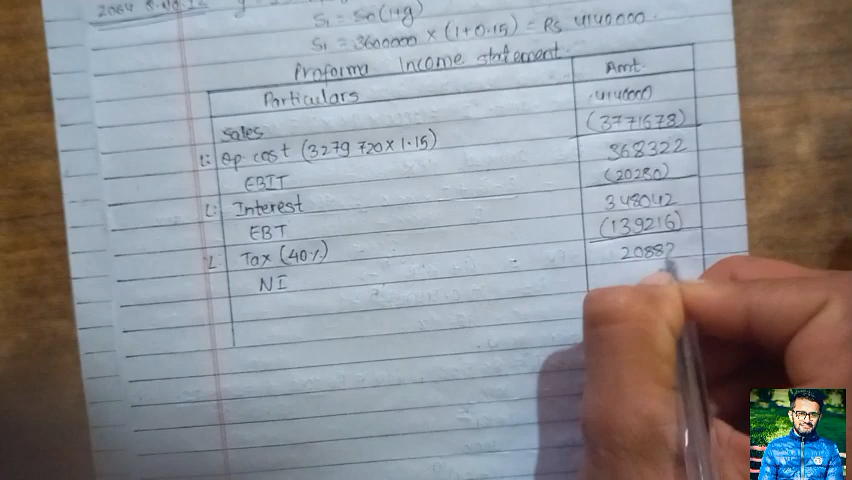 S₁ = S₀(1+g)
S₁ = 3600000 × (1+0.15) = Rs 4140000.
Proforma Income statement.
Particulars Amt.
Sales 4140000
L: Op. cost (3279720×1.15) (3771678)
EBIT 368322
L: Interest (20280)
EBT 348042
L: Tax (40%) (139216)
NI 20882